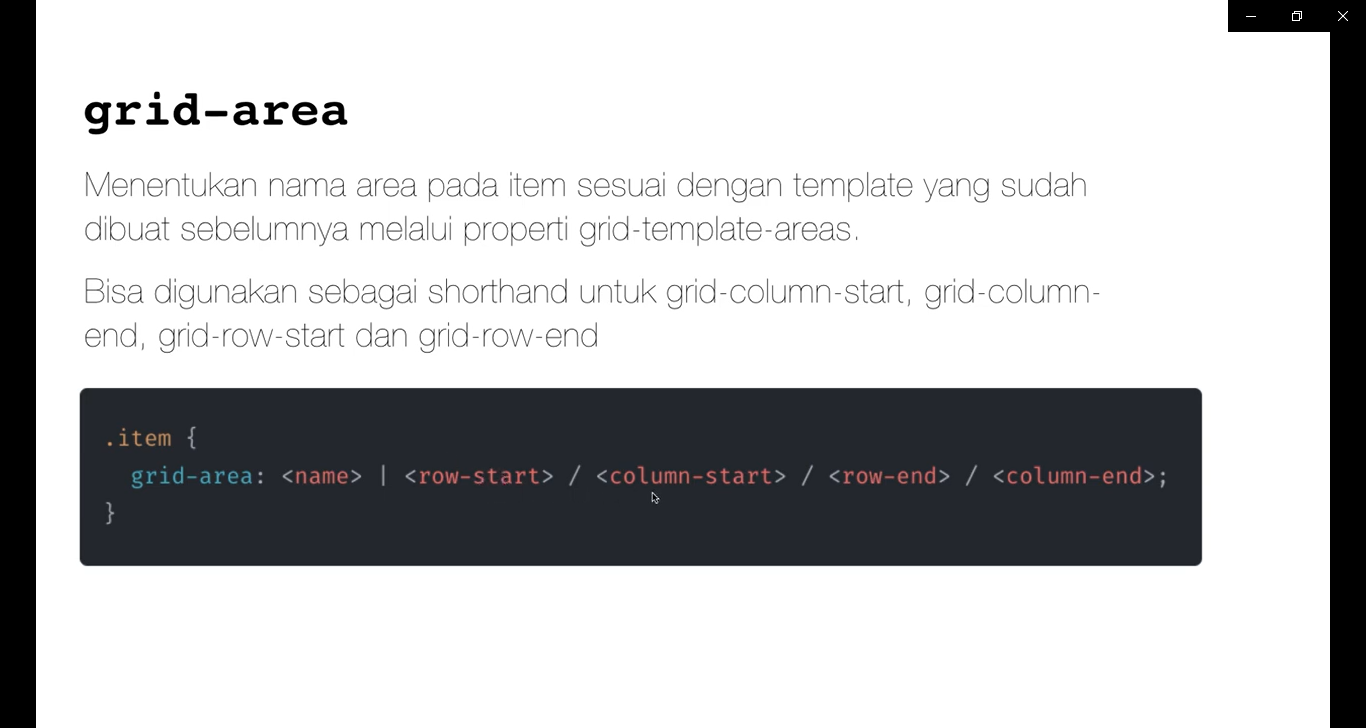 grid-area
Menentukan nama area pada item sesuai dengan template yang sudah
dibuat sebelumnya melalui properti grid-template-areas.
Bisa digunakan sebagai shorthand untuk grid-column-start, grid-column-
end, grid-row-start dan grid-row-end
.item {
grid-area: <name> | <row-start> / <column-start> / <row-end> / <column-end>;
}